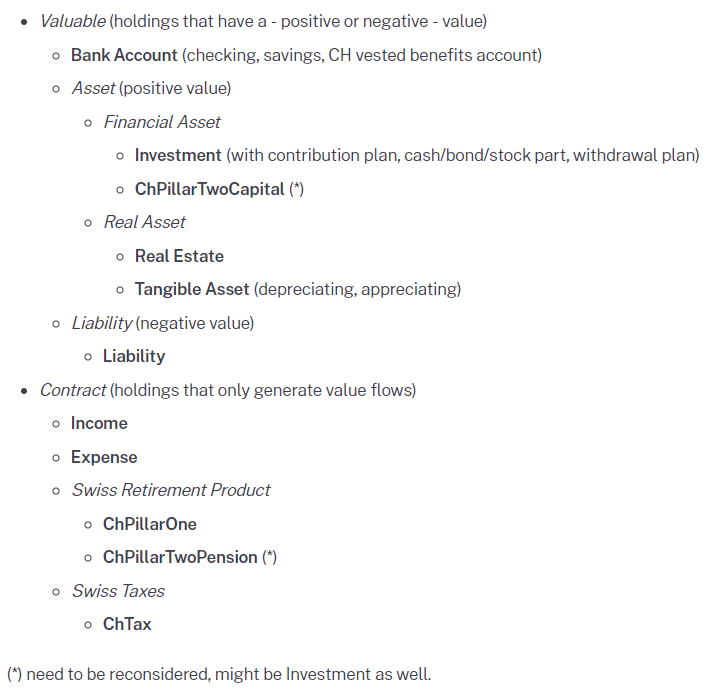 Valuable (holdings that have a - positive or negative - value)
Bank Account (checking, savings, CH vested benefits account)
Asset (positive value)
Financial Asset
Investment (with contribution plan, cash/bond/stock part, withdrawal plan)
ChPillarTwoCapital (*)
Real Asset
Real Estate
Tangible Asset (depreciating, appreciating)
Liability (negative value)
Liability
Contract (holdings that only generate value flows)
Income
Expense
Swiss Retirement Product
ChPillarOne
ChPillarTwoPension (*)
Swiss Taxes
ChTax
(*) need to be reconsidered, might be Investment as well.